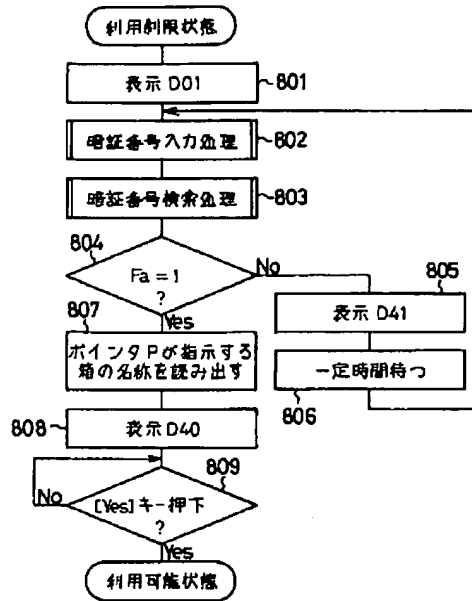 利用制限状態
表示 D01
801
暗証番号入力処理
802
暗証番号検索処理
803
804
Fa = 1
?
No
Yes
805
表示 D41
一定時間待つ
806
807
ポインタPが指示する
箱の名称を読み出す
808
表示 D40
809
[Yes]キー押下
?
No
Yes
利用可能状態